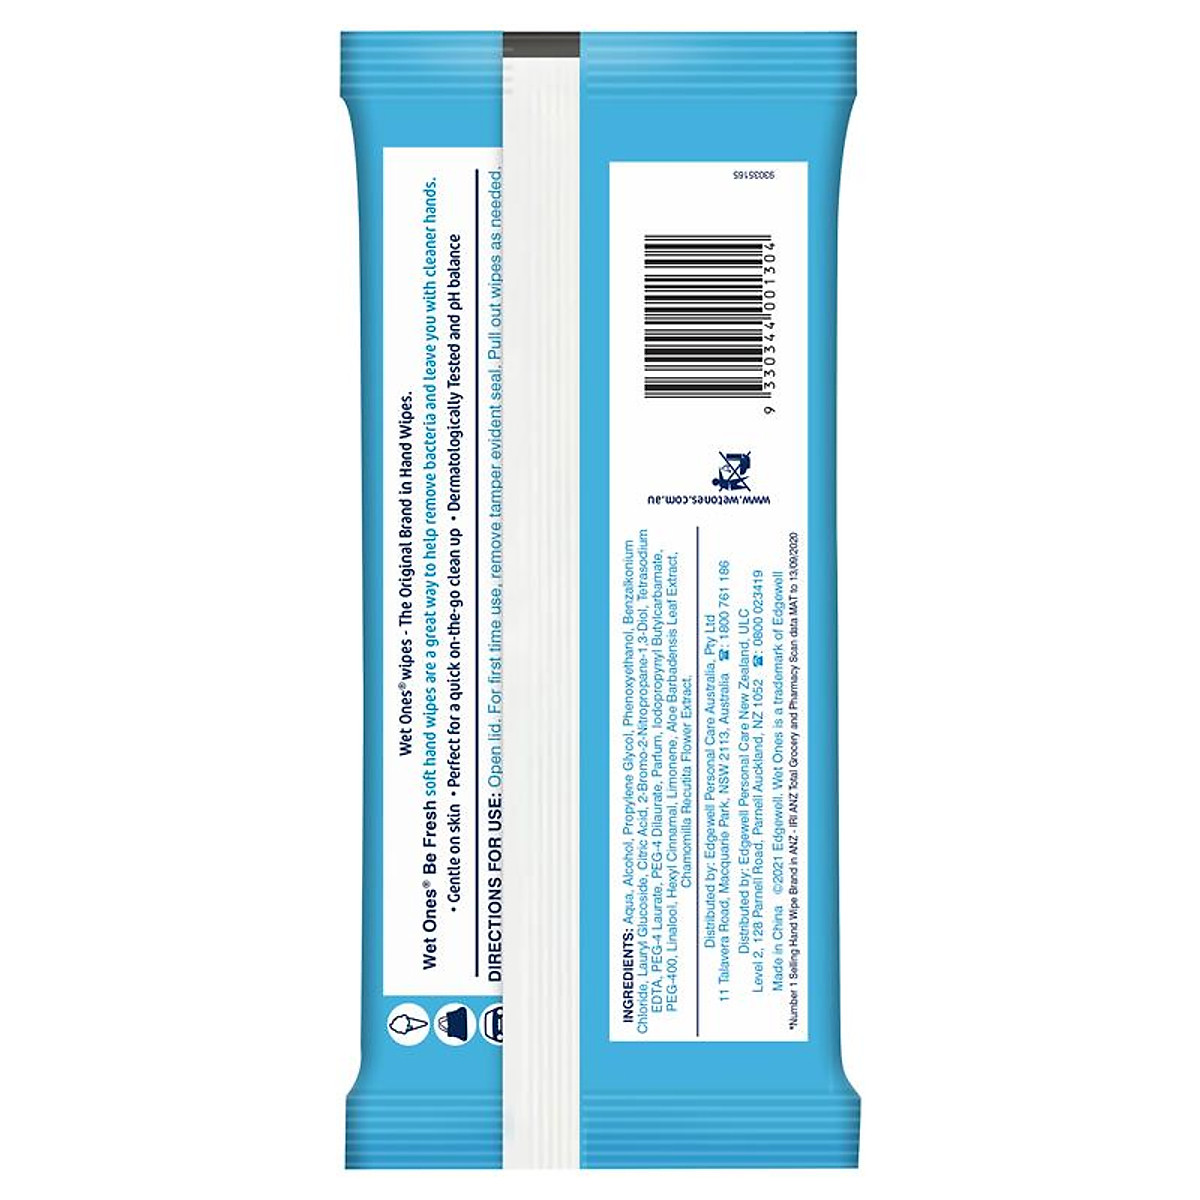 Wet Ones® wipes - The Original Brand in Hand Wipes.
Wet Ones® Be Fresh soft hand wipes are a great way to help remove bacteria and leave you with cleaner hands.
• Gentle on skin • Perfect for a quick on-the-go clean up • Dermatologically Tested and pH balance
DIRECTIONS FOR USE: Open lid. For first time use, remove tamper evident seal. Pull out wipes as needed.
INGREDIENTS: Aqua, Alcohol, Propylene Glycol, Phenoxyethanol, Benzalkonium
Chloride, Lauryl Glucoside, Citric Acid, 2-Bromo-2-Nitropropane-1,3-Diol, Tetrasodium
EDTA, PEG-4 Laurate, PEG-4 Dilaurate, Parfum, Iodopropynyl Butylcarbamate,
PEG-400, Linalool, Hexyl Cinnamal, Limonene, Aloe Barbadensis Leaf Extract,
Chamomilla Recutita Flower Extract.
Distributed by: Edgewell Personal Care Australia, Pty Ltd
11 Talavera Road, Macquarie Park, NSW 2113, Australia ☎: 1800 761 186
Distributed by: Edgewell Personal Care New Zealand, ULC
Level 2, 128 Parnell Road, Parnell Auckland, NZ 1052 ☎: 0800 023419
Made in China ©2021 Edgewell. Wet Ones is a trademark of Edgewell
*Number 1 Selling Hand Wipe Brand in ANZ - IRI ANZ Total Grocery and Pharmacy Scan data MAT to 13/09/2020
www.wetones.com.au
9 330344 001304
93035165